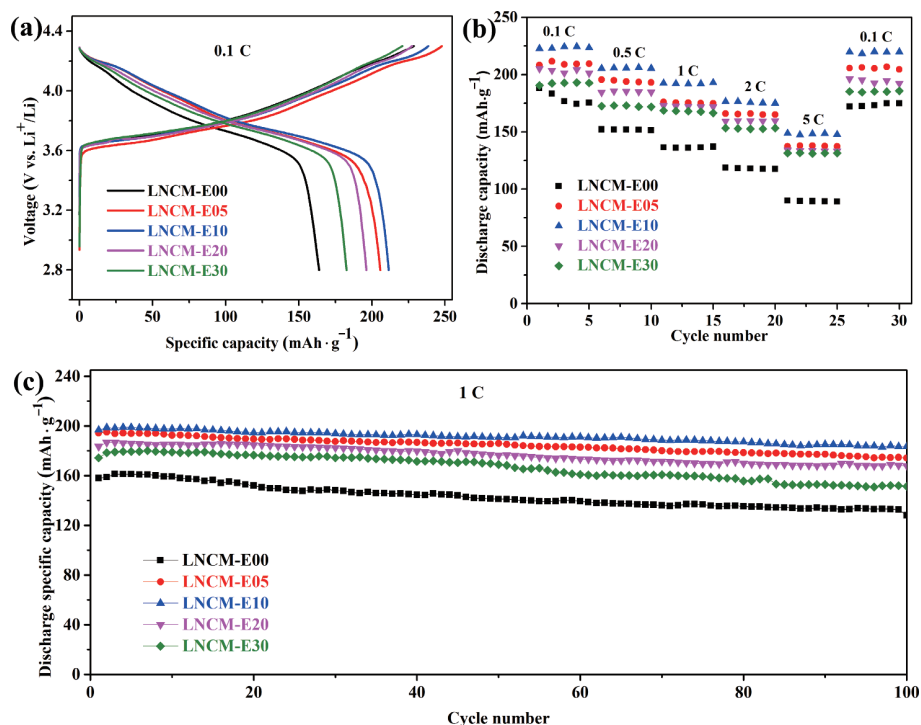 (a)
0.1 C
4.4
4.0
3.6
3.2
2.8
Voltage (V vs. Li⁺/Li)
LNCM-E00
LNCM-E05
LNCM-E10
LNCM-E20
LNCM-E30
0 50 100 150 200 250
Specific capacity (mAh·g⁻¹)
(b)
250
200
150
100
50
0
Discharge capacity (mAh·g⁻¹)
0.1 C
0.5 C
1 C
2 C
5 C
0.1 C
LNCM-E00
LNCM-E05
LNCM-E10
LNCM-E20
LNCM-E30
0 5 10 15 20 25 30
Cycle number
(c)
1 C
240
200
160
120
80
40
0
Discharge specific capacity (mAh·g⁻¹)
LNCM-E00
LNCM-E05
LNCM-E10
LNCM-E20
LNCM-E30
0 20 40 60 80 100
Cycle number